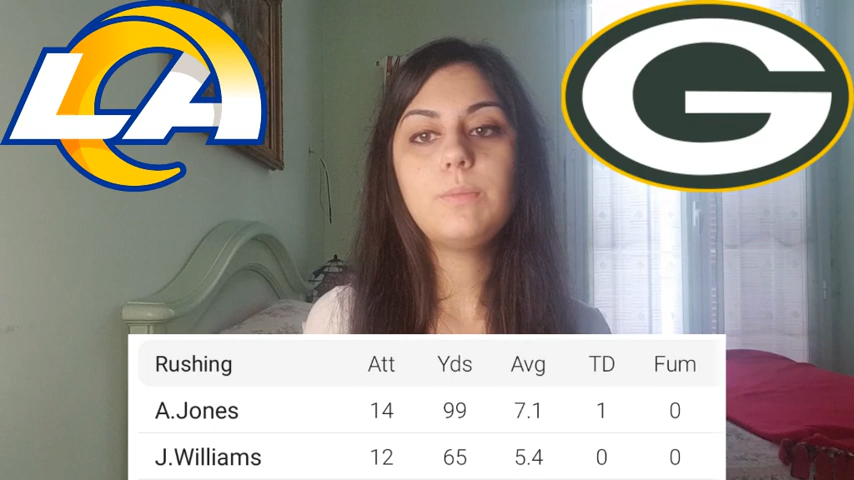 LA
G
Rushing Att Yds Avg TD Fum
A.Jones 14 99 7.1 1 0
J.Williams 12 65 5.4 0 0